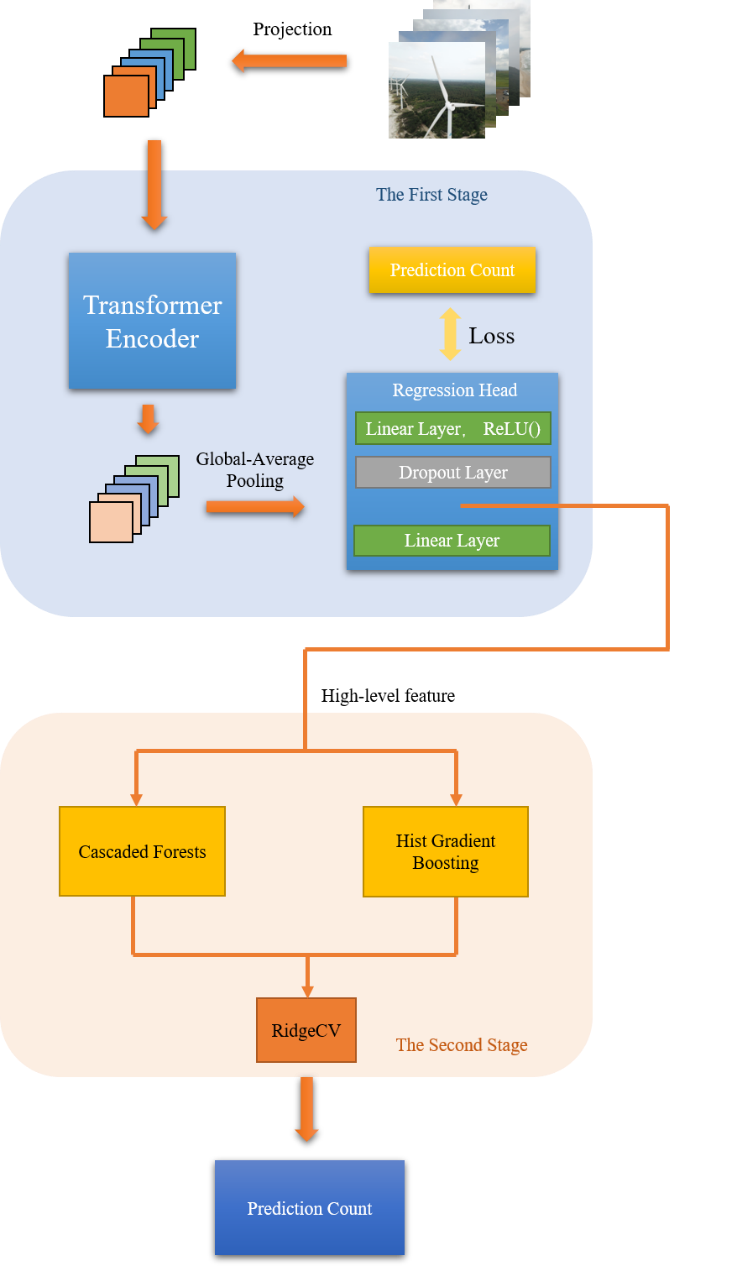 Projection
The First Stage
Transformer
Encoder
Prediction Count
Loss
Regression Head
Linear Layer, ReLU()
Dropout Layer
Linear Layer
Global-Average
Pooling
High-level feature
Cascaded Forests
Hist Gradient
Boosting
RidgeCV
The Second Stage
Prediction Count